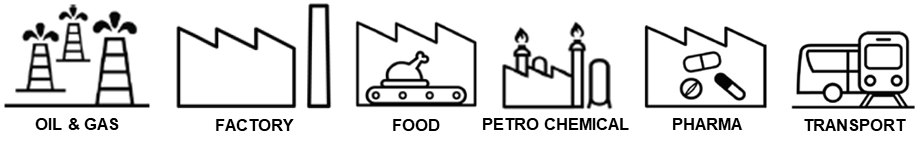 OIL & GAS
FACTORY
FOOD
PETRO CHEMICAL
PHARMA
TRANSPORT